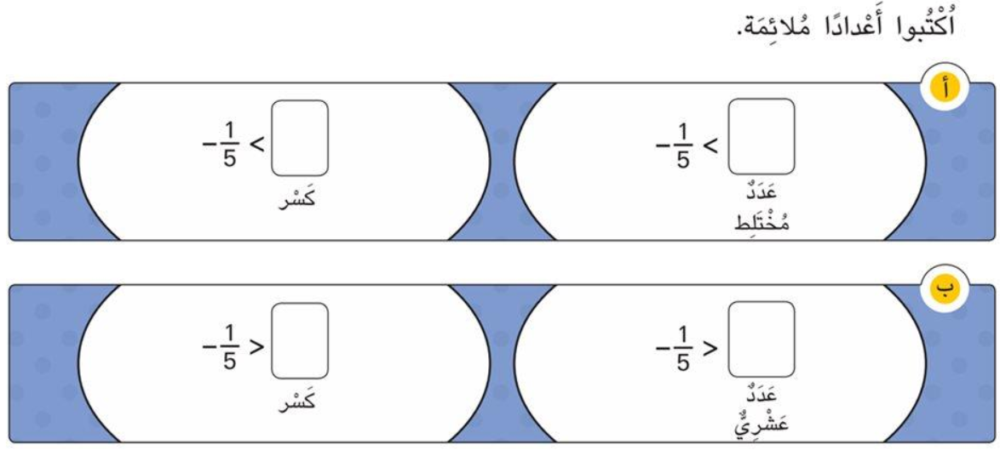 اُكْتُبوا أَعْدادًا مُلائِمَة.
أ
-1/5 <
عَدَدٌ
مُخْتَلِط
-1/5 <
كَسْر
ب
-1/5 >
عَدَدٌ
عَشْرِيٌّ
-1/5 >
كَسْر